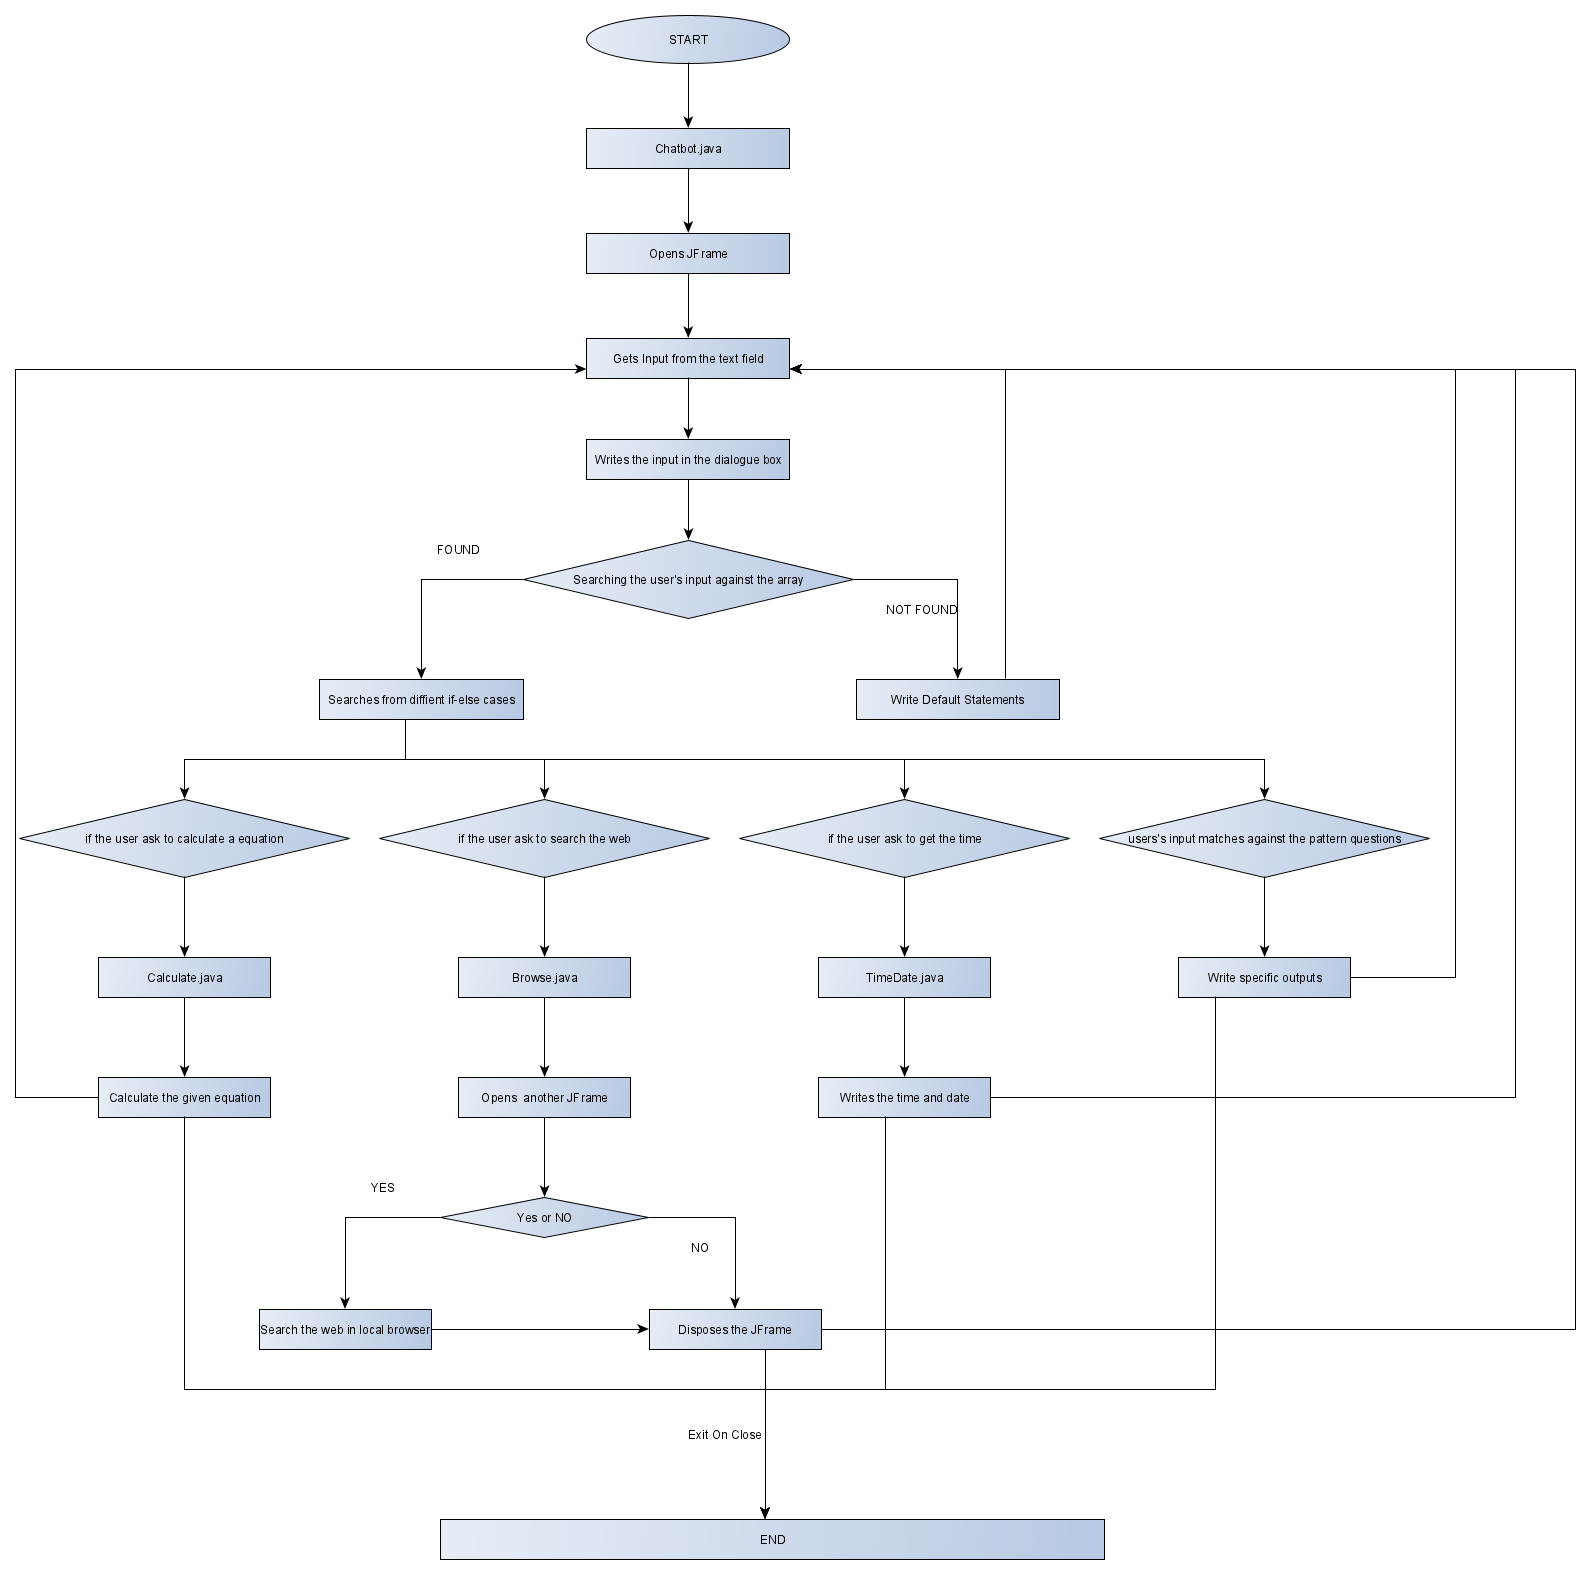 START
Chatbot.java
Opens JFrame
Gets Input from the text field
Writes the input in the dialogue box
FOUND
Searching the user's input against the array
NOT FOUND
Searches from diffient if-else cases
Write Default Statements
if the user ask to calculate a equation
if the user ask to search the web
if the user ask to get the time
users's input matches against the pattern questions
Calculate.java
Browse.java
TimeDate.java
Write specific outputs
Calculate the given equation
Opens  another JFrame
Writes the time and date
YES
Yes or NO
NO
Search the web in local browser
Disposes the JFrame
Exit On Close
END